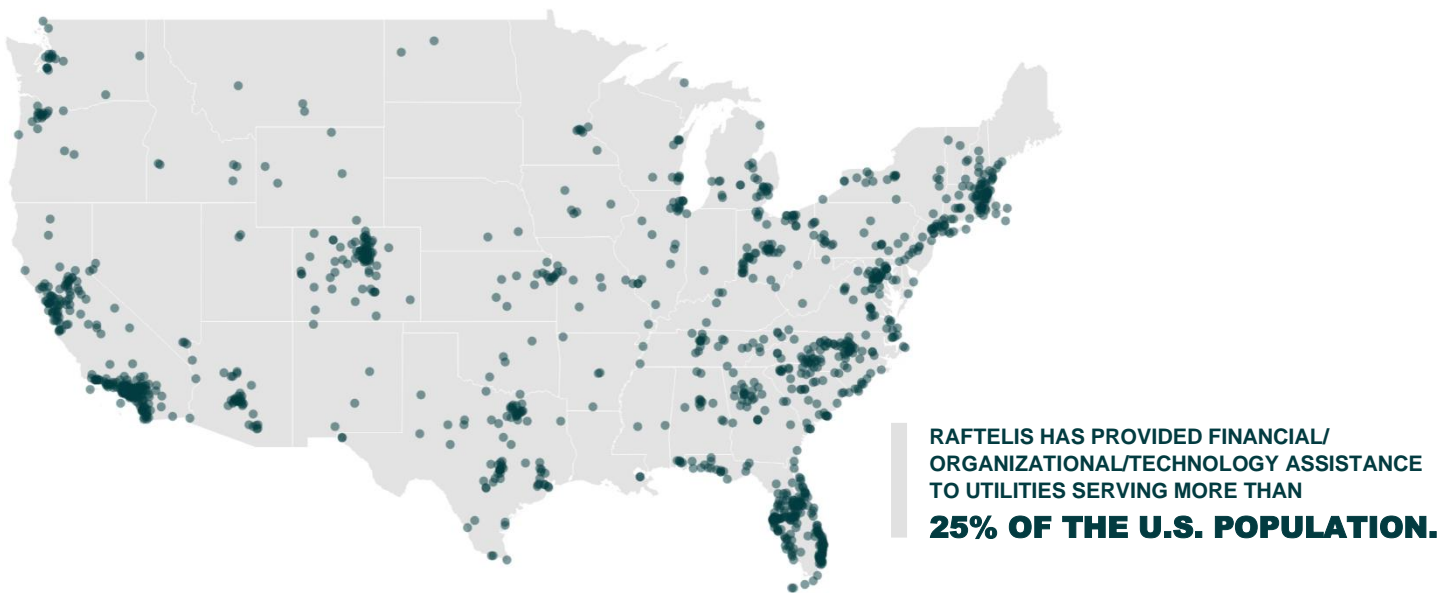 RAFTELIS HAS PROVIDED FINANCIAL/
ORGANIZATIONAL/TECHNOLOGY ASSISTANCE
TO UTILITIES SERVING MORE THAN
25% OF THE U.S. POPULATION.